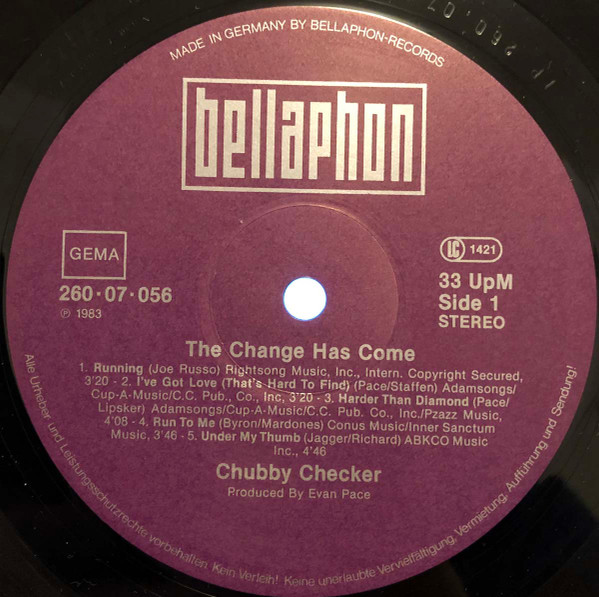 MADE IN GERMANY BY BELLAPHON-RECORDS
bellaphon
GEMA
260·07·056
℗ 1983
LC 1421
33 UpM
Side 1
STEREO
The Change Has Come
1. Running (Joe Russo) Rightsong Music, Inc., Intern. Copyright Secured,
3'20 - 2. I've Got Love (That's Hard To Find) (Pace/Staffen) Adamsongs/
Cup-A-Music/C.C. Pub., Co., Inc, 3'20 - 3. Harder Than Diamond (Pace/
Lipsker) Adamsongs/Cup-A-Music/C.C. Pub. Co., Inc./Pzazz Music,
4'08 - 4. Run To Me (Byron/Mardones) Conus Music/Inner Sanctum
Music, 3'46 - 5. Under My Thumb (Jagger/Richard) ABKCO Music
Inc., 4'46
Chubby Checker
Produced By Evan Pace
Alle Urheber und Leistungsschutzrechte vorbehalten. Kein Verleih! Keine unerlaubte Vervielfältigung, Vermietung, Aufführung und Sendung!